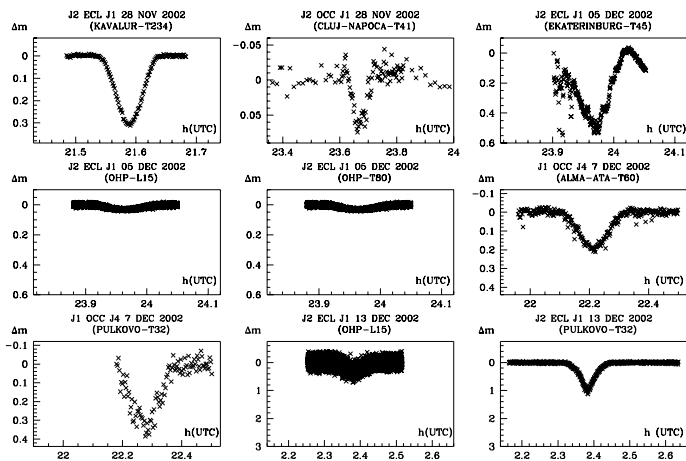 J2 ECL J1 28 NOV 2002
(KAVALUR-T234)
Δm
0
0.1
0.2
0.3
h(UTC)
21.5 21.6 21.7
J2 OCC J1 28 NOV 2002
(CLUJ-NAPOCA-T41)
Δm
-0.05
0
0.05
h(UTC)
23.4 23.6 23.8 24
J2 ECL J1 05 DEC 2002
(EKATERINBURG-T45)
Δm
0
0.2
0.4
0.6
h(UTC)
23.9 24 24.1
J2 ECL J1 05 DEC 2002
(OHP-L15)
Δm
0
0.2
0.4
0.6
h(UTC)
23.9 24 24.1
J2 ECL J1 05 DEC 2002
(OHP-T80)
Δm
0
0.2
0.4
0.6
h(UTC)
23.9 24 24.1
J1 OCC J4 7 DEC 2002
(ALMA-ATA-T60)
Δm
-0.1
0
0.1
0.2
0.3
0.4
h(UTC)
22 22.2 22.4
J1 OCC J4 7 DEC 2002
(PULKOVO-T32)
Δm
-0.1
0
0.1
0.2
0.3
0.4
h(UTC)
22 22.2 22.4
J2 ECL J1 13 DEC 2002
(OHP-L15)
Δm
0
1
2
3
h(UTC)
2.2 2.3 2.4 2.5 2.6
J2 ECL J1 13 DEC 2002
(PULKOVO-T32)
Δm
0
1
2
3
h(UTC)
2.2 2.3 2.4 2.5 2.6